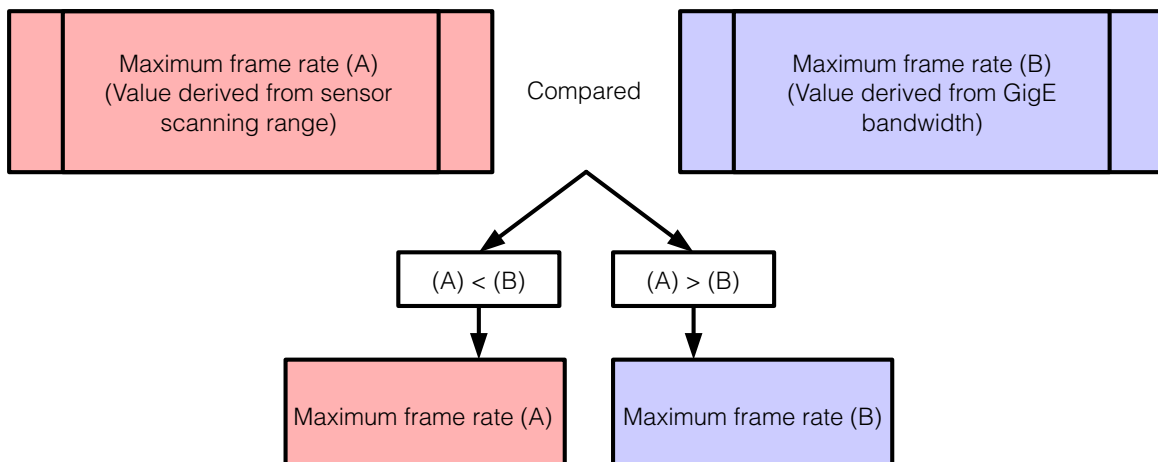 Maximum frame rate (A)
(Value derived from sensor
scanning range)
Compared
Maximum frame rate (B)
(Value derived from GigE
bandwidth)
(A) < (B)
(A) > (B)
Maximum frame rate (A)
Maximum frame rate (B)